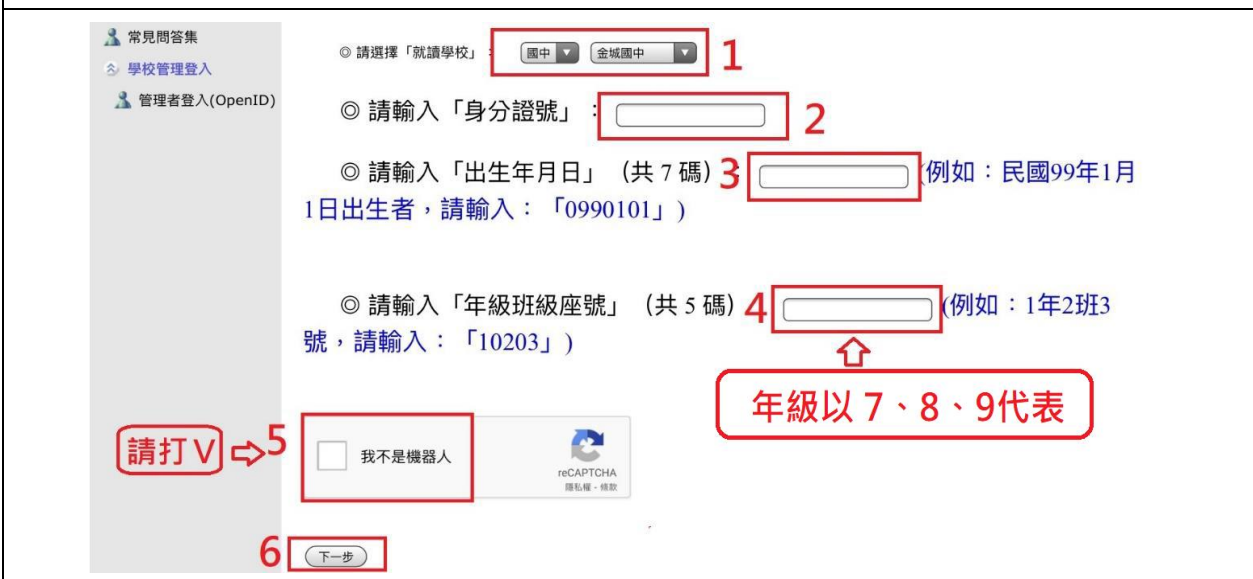 常見問答集
學校管理登入
管理者登入(OpenID)
◎ 請選擇「就讀學校」： 國中 金城國中 1
◎ 請輸入「身分證號」： 2
◎ 請輸入「出生年月日」（共 7 碼）： 3 (例如：民國99年1月
1日出生者，請輸入：「0990101」)
◎ 請輸入「年級班級座號」（共 5 碼） 4 (例如：1年2班3
號，請輸入：「10203」)
年級以 7、8、9代表
請打 V 5 我不是機器人
reCAPTCHA
隱私權 - 條款
6 下一步